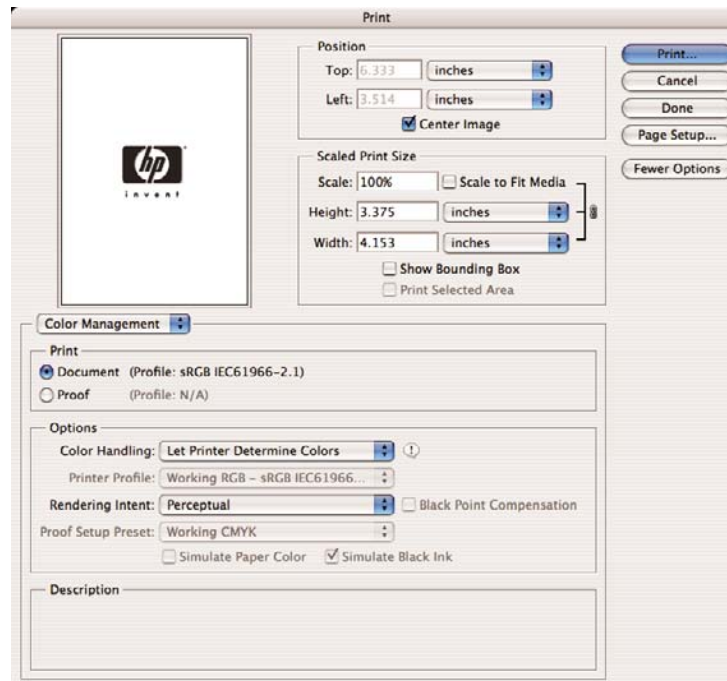 Print
hp
invent
Position
Top: 6.333 inches
Left: 3.514 inches
Center Image
Scaled Print Size
Scale: 100% Scale to Fit Media
Height: 3.375 inches
Width: 4.153 inches
Show Bounding Box
Print Selected Area
Print...
Cancel
Done
Page Setup...
Fewer Options
Color Management
Print
Document (Profile: sRGB IEC61966-2.1)
Proof (Profile: N/A)
Options
Color Handling: Let Printer Determine Colors
Printer Profile: Working RGB - sRGB IEC61966...
Rendering Intent: Perceptual Black Point Compensation
Proof Setup Preset: Working CMYK
Simulate Paper Color Simulate Black Ink
Description